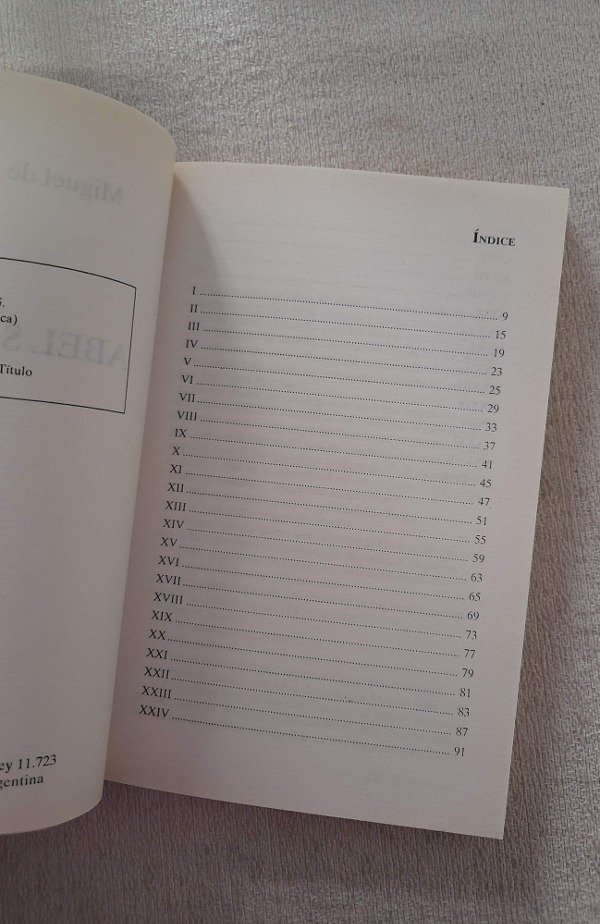 Miguel de
5.
ca)
ABEL S
Título
ey 11.723
gentina
ÍNDICE
I ........ 9
II ........ 15
III ........ 19
IV ........ 23
V ........ 25
VI ........ 29
VII ........ 33
VIII ........ 37
IX ........ 41
X ........ 45
XI ........ 47
XII ........ 51
XIII ........ 55
XIV ........ 59
XV ........ 63
XVI ........ 65
XVII ........ 69
XVIII ........ 73
XIX ........ 77
XX ........ 79
XXI ........ 81
XXII ........ 83
XXIII ........ 87
XXIV ........ 91